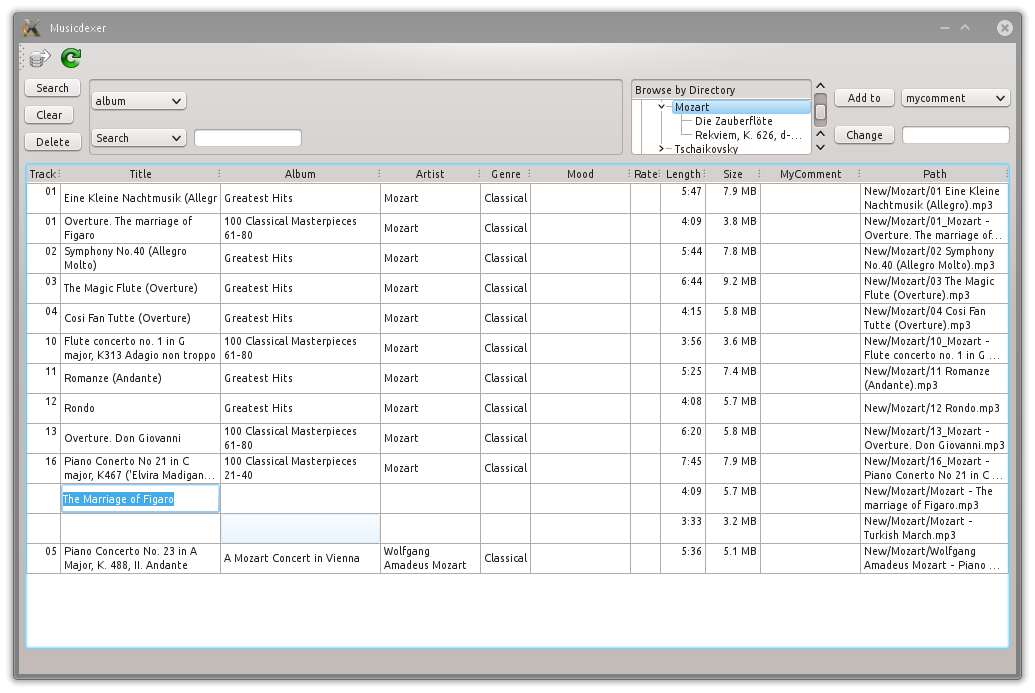 Musicdexer
Search
Clear
Delete
album
Search
Browse by Directory
Mozart
Die Zauberflöte
Rekviem, K. 626, d-...
Tschaikovsky
Add to
mycomment
Change
Track Title Album Artist Genre Mood Rate Length Size MyComment Path
01 Eine Kleine Nachtmusik (Allegr Greatest Hits Mozart Classical 5:47 7.9 MB New/Mozart/01 Eine Kleine
Nachtmusik (Allegro).mp3
01 Overture. The marriage of 100 Classical Masterpieces Mozart Classical 4:09 3.8 MB New/Mozart/01_Mozart -
Figaro 61-80 Overture. The marriage of...
02 Symphony No.40 (Allegro Greatest Hits Mozart Classical 5:44 7.8 MB New/Mozart/02 Symphony
Molto) No.40 (Allegro Molto).mp3
03 The Magic Flute (Overture) Greatest Hits Mozart Classical 6:44 9.2 MB New/Mozart/03 The Magic
Flute (Overture).mp3
04 Cosi Fan Tutte (Overture) Greatest Hits Mozart Classical 4:15 5.8 MB New/Mozart/04 Cosi Fan
Tutte (Overture).mp3
10 Flute concerto no. 1 in G 100 Classical Masterpieces Mozart Classical 3:56 3.6 MB New/Mozart/10_Mozart -
major, K313 Adagio non troppo 61-80 Flute concerto no. 1 in G ...
11 Romanze (Andante) Greatest Hits Mozart Classical 5:25 7.4 MB New/Mozart/11 Romanze
(Andante).mp3
12 Rondo Greatest Hits Mozart Classical 4:08 5.7 MB New/Mozart/12 Rondo.mp3
13 Overture. Don Giovanni 100 Classical Masterpieces Mozart Classical 6:20 5.8 MB New/Mozart/13_Mozart -
61-80 Overture. Don Giovanni.mp3
16 Piano Conerto No 21 in C 100 Classical Masterpieces Mozart Classical 7:45 7.9 MB New/Mozart/16_Mozart -
major, K467 ('Elvira Madigan... 21-40 Piano Conerto No 21 in C ...
The Marriage of Figaro 4:09 5.7 MB New/Mozart/Mozart - The
marriage of Figaro.mp3
3:33 3.2 MB New/Mozart/Mozart -
Turkish March.mp3
05 Piano Concerto No. 23 in A A Mozart Concert in Vienna Wolfgang Classical 5:36 5.1 MB New/Mozart/Wolfgang
Major, K. 488, II. Andante Amadeus Mozart Amadeus Mozart - Piano ...